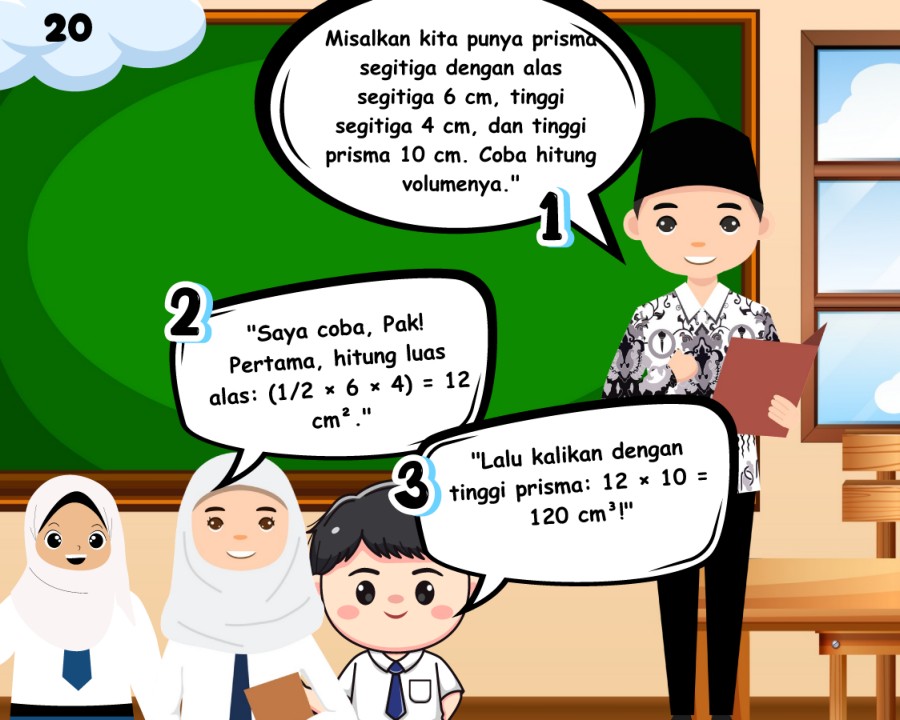 20
Misalkan kita punya prisma
segitiga dengan alas
segitiga 6 cm, tinggi
segitiga 4 cm, dan tinggi
prisma 10 cm. Coba hitung
volumenya."
1
2
"Saya coba, Pak!
Pertama, hitung luas
alas: (1/2 × 6 × 4) = 12
cm²."
3
"Lalu kalikan dengan
tinggi prisma: 12 × 10 =
120 cm³!"